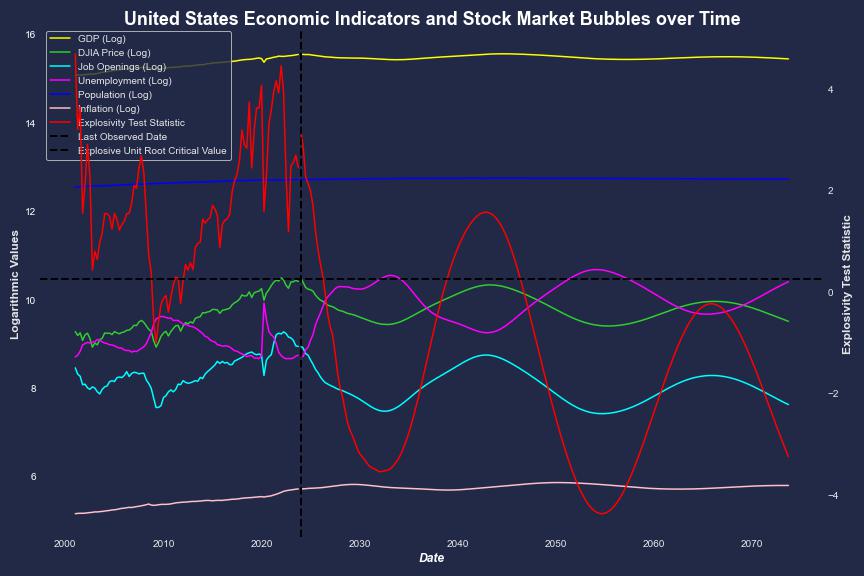 United States Economic Indicators and Stock Market Bubbles over Time
GDP (Log)
DJIA Price (Log)
Job Openings (Log)
Unemployment (Log)
Population (Log)
Inflation (Log)
Explosivity Test Statistic
Last Observed Date
Explosive Unit Root Critical Value
Logarithmic Values
16
14
12
10
8
6
4
2
0
−2
−4
Explosivity Test Statistic
2000 2010 2020 2030 2040 2050 2060 2070
Date